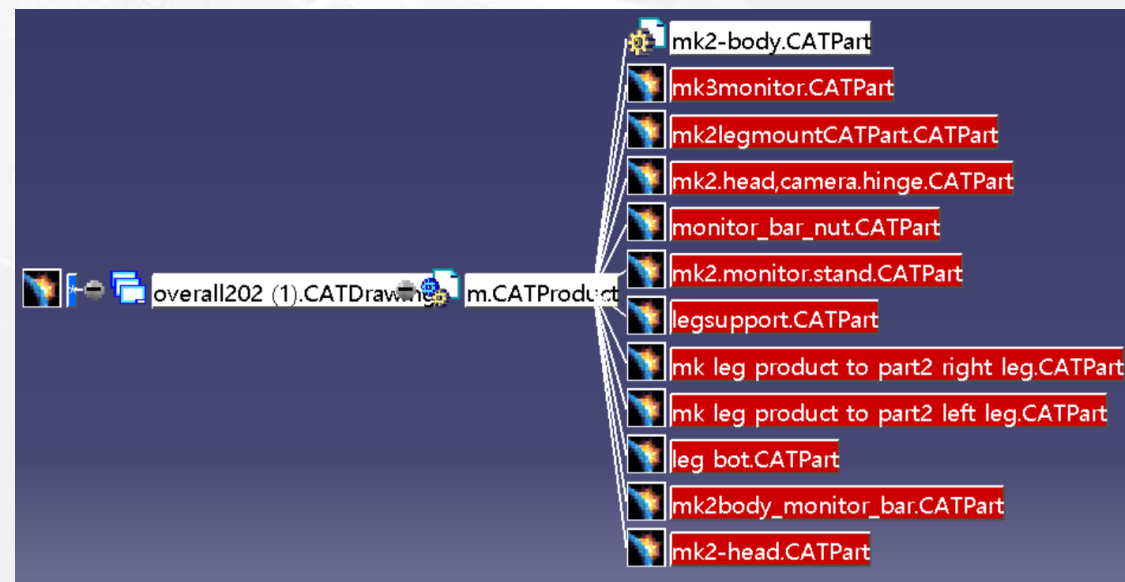 mk2-body.CATPart
mk3monitor.CATPart
mk2legmountCATPart.CATPart
mk2.head,camera.hinge.CATPart
monitor_bar_nut.CATPart
mk2.monitor.stand.CATPart
overall202 (1).CATDrawing m.CATProduct
legsupport.CATPart
mk leg product to part2 right leg.CATPart
mk leg product to part2 left leg.CATPart
leg bot.CATPart
mk2body_monitor_bar.CATPart
mk2-head.CATPart